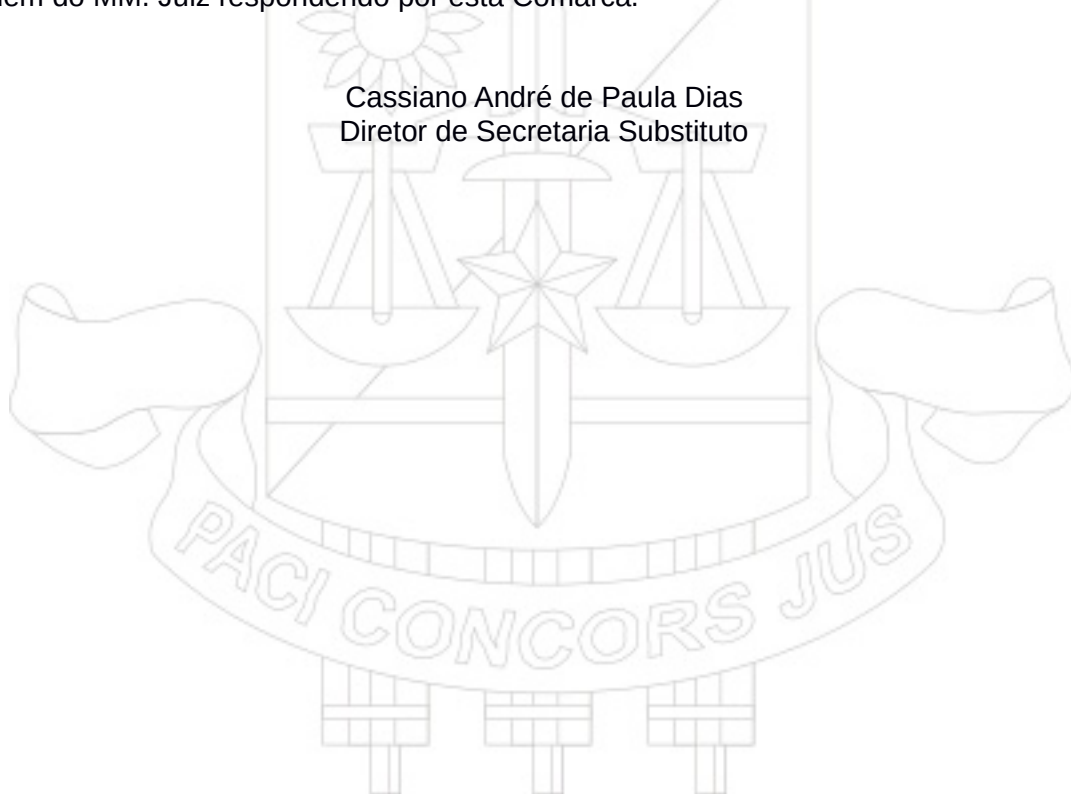 em do MM. Juiz respondendo por esta Comarca.
Cassiano André de Paula Dias
Diretor de Secretaria Substituto
PACI CONCORS JUS